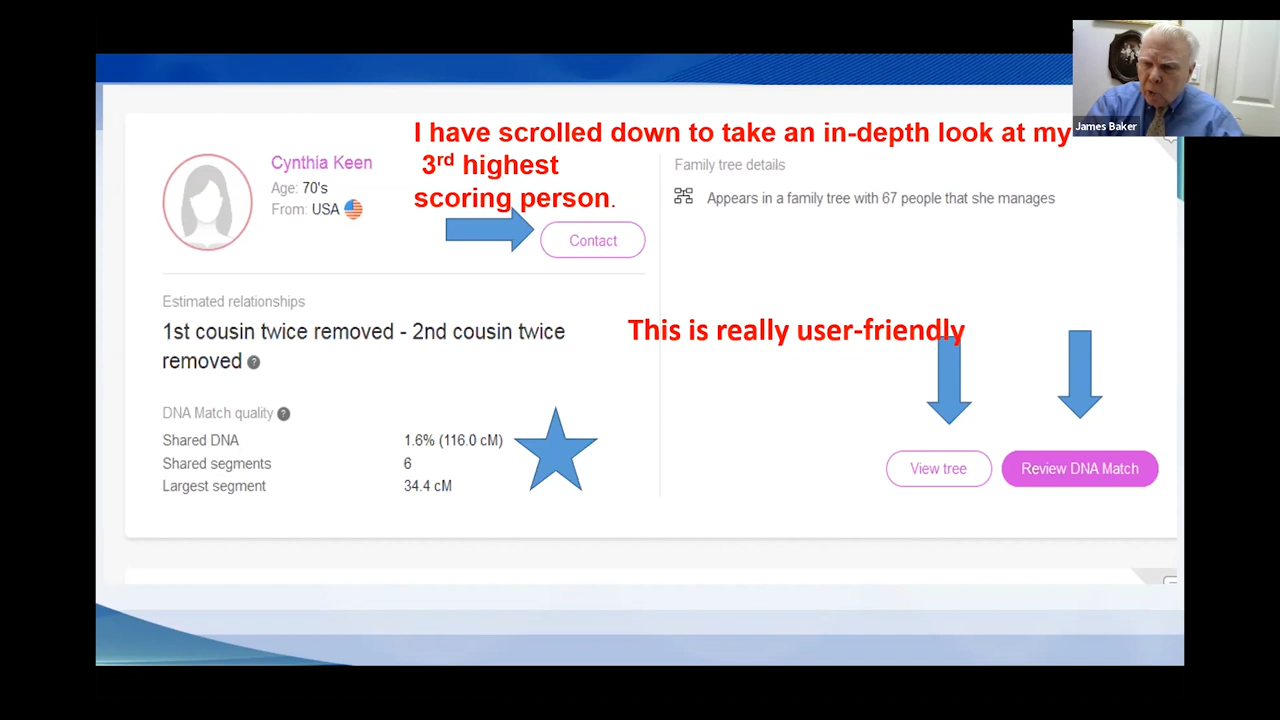 James Baker
I have scrolled down to take an in-depth look at my
3rd highest
scoring person.
Cynthia Keen
Age: 70's
From: USA
Contact
Family tree details
Appears in a family tree with 67 people that she manages
Estimated relationships
1st cousin twice removed - 2nd cousin twice
removed ?
This is really user-friendly
DNA Match quality ?
Shared DNA 1.6% (116.0 cM)
Shared segments 6
Largest segment 34.4 cM
View tree
Review DNA Match